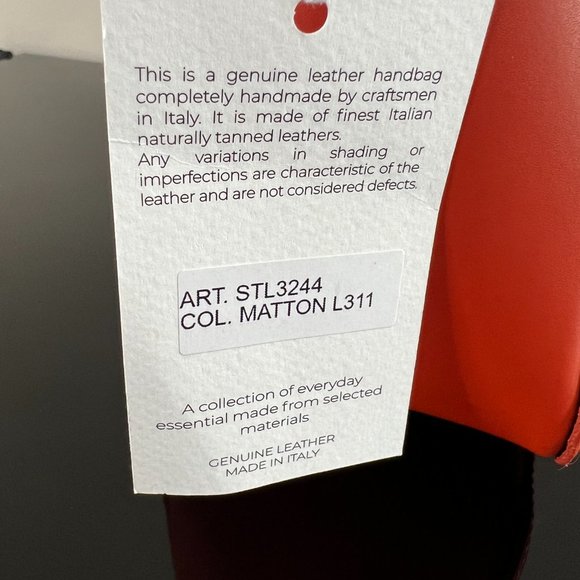 This is a genuine leather handbag
completely handmade by craftsmen
in Italy. It is made of finest Italian
naturally tanned leathers.
Any variations in shading or
imperfections are characteristic of the
leather and are not considered defects.
ART. STL3244
COL. MATTON L311
A collection of everyday
essential made from selected
materials
GENUINE LEATHER
MADE IN ITALY